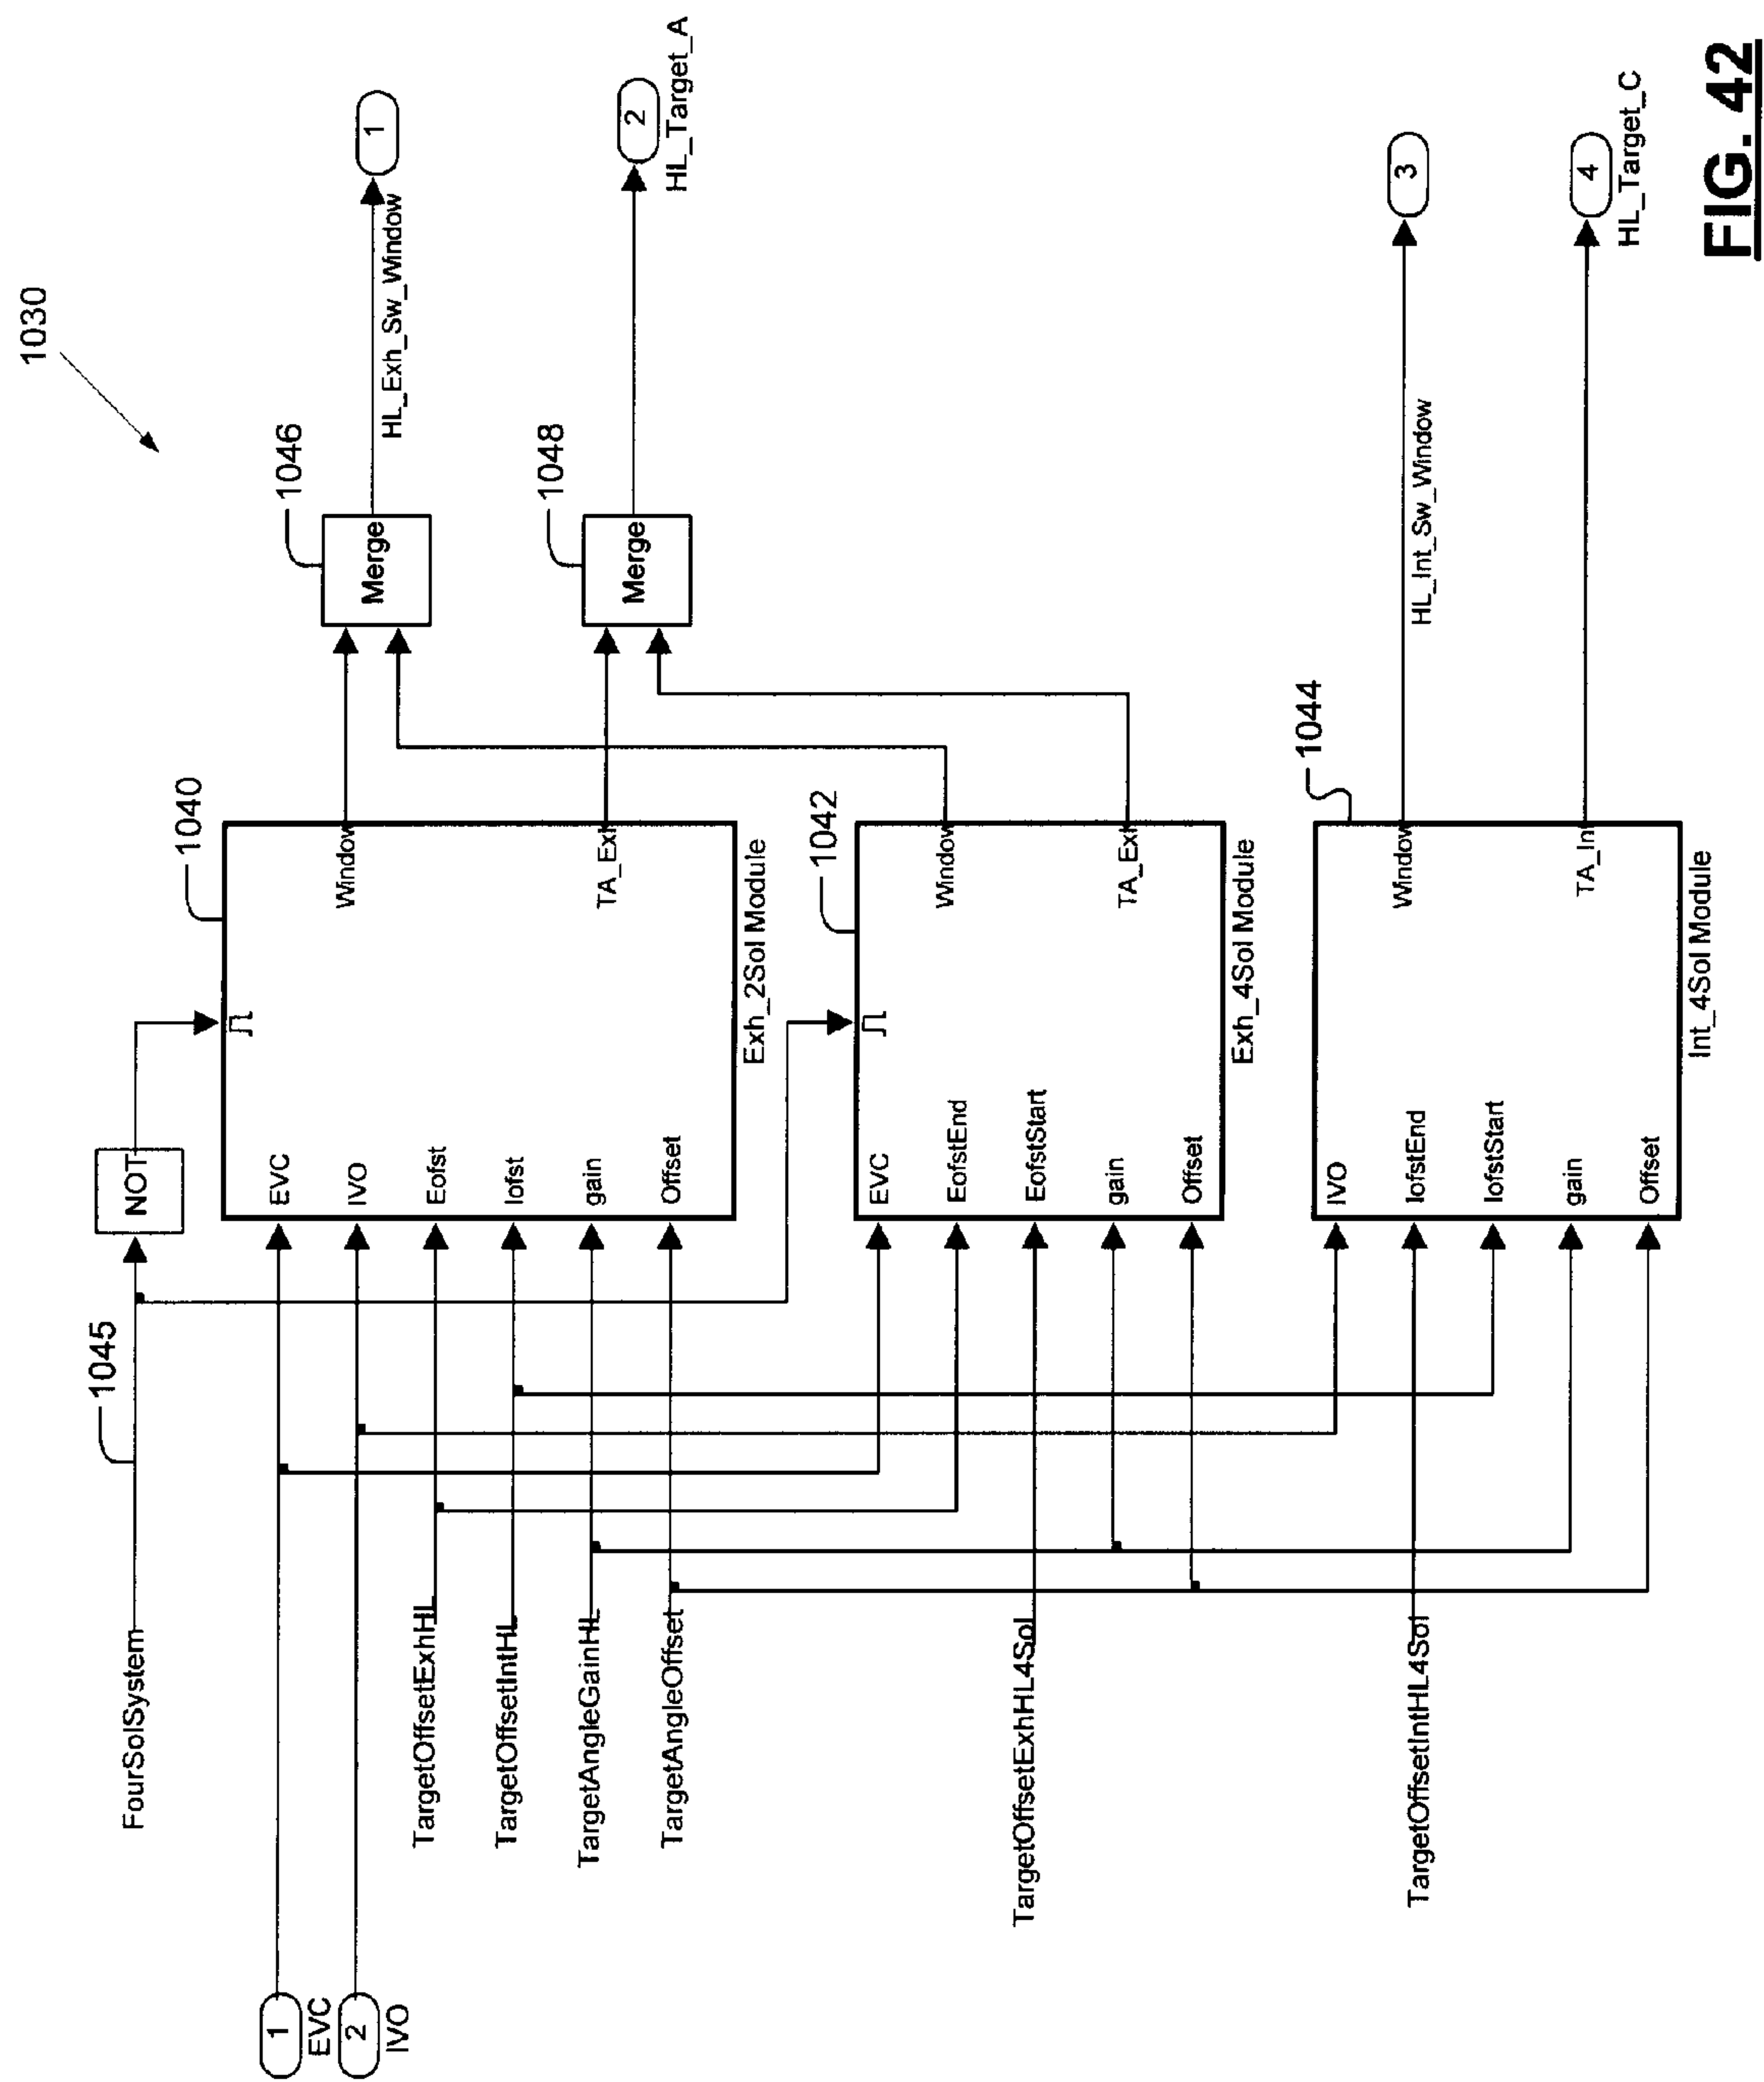 1030
FourSolSystem
1045
NOT
1
EVC
2
IVO
TargetOffsetExhHL
TargetOffsetIntHL
TargetAngleGainHL
TargetAngleOffset
TargetOffsetExhHL4Sol
TargetOffsetIntHL4Sol
1040
EVC
IVO
Eofst
Iofst
gain
Offset
Window
TA_Exh
Exh_2Sol Module
1042
EVC
EofstEnd
EofstStart
gain
Offset
Window
TA_Exh
Exh_4Sol Module
1044
IVO
IofstEnd
IofstStart
gain
Offset
Window
TA_In
Int_4Sol Module
1046
Merge
HL_Exh_Sw_Window
1
1048
Merge
2
HL_Target_A
HL_Int_Sw_Window
3
4
HL_Target_C
FIG. 42